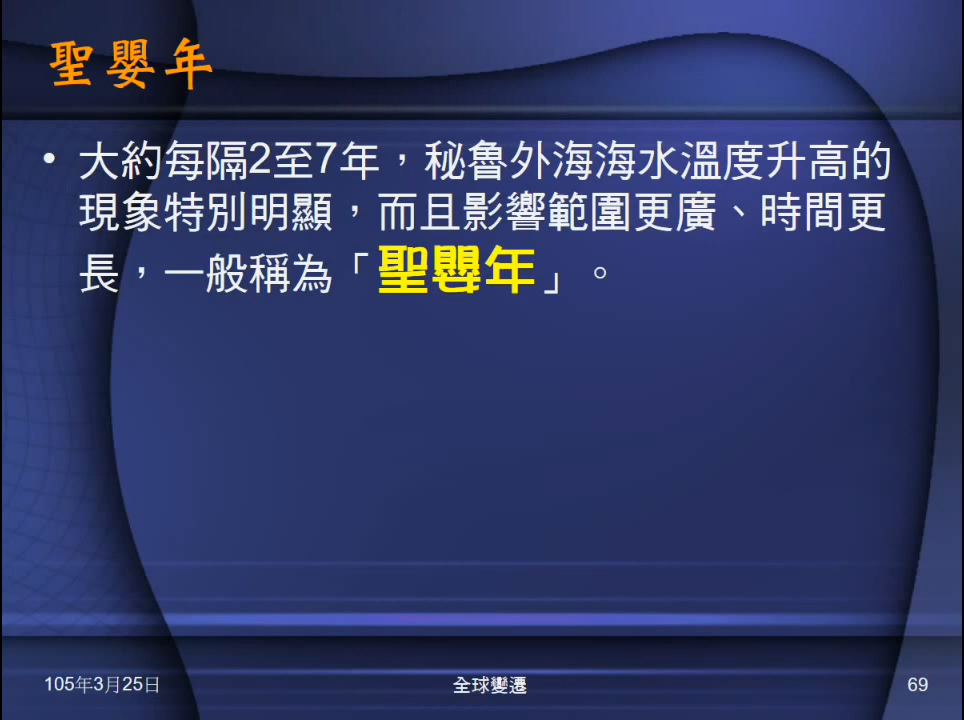 聖嬰年
• 大約每隔2至7年，秘魯外海海水溫度升高的
現象特別明顯，而且影響範圍更廣、時間更
長，一般稱為「聖嬰年」。
105年3月25日
全球變遷
69